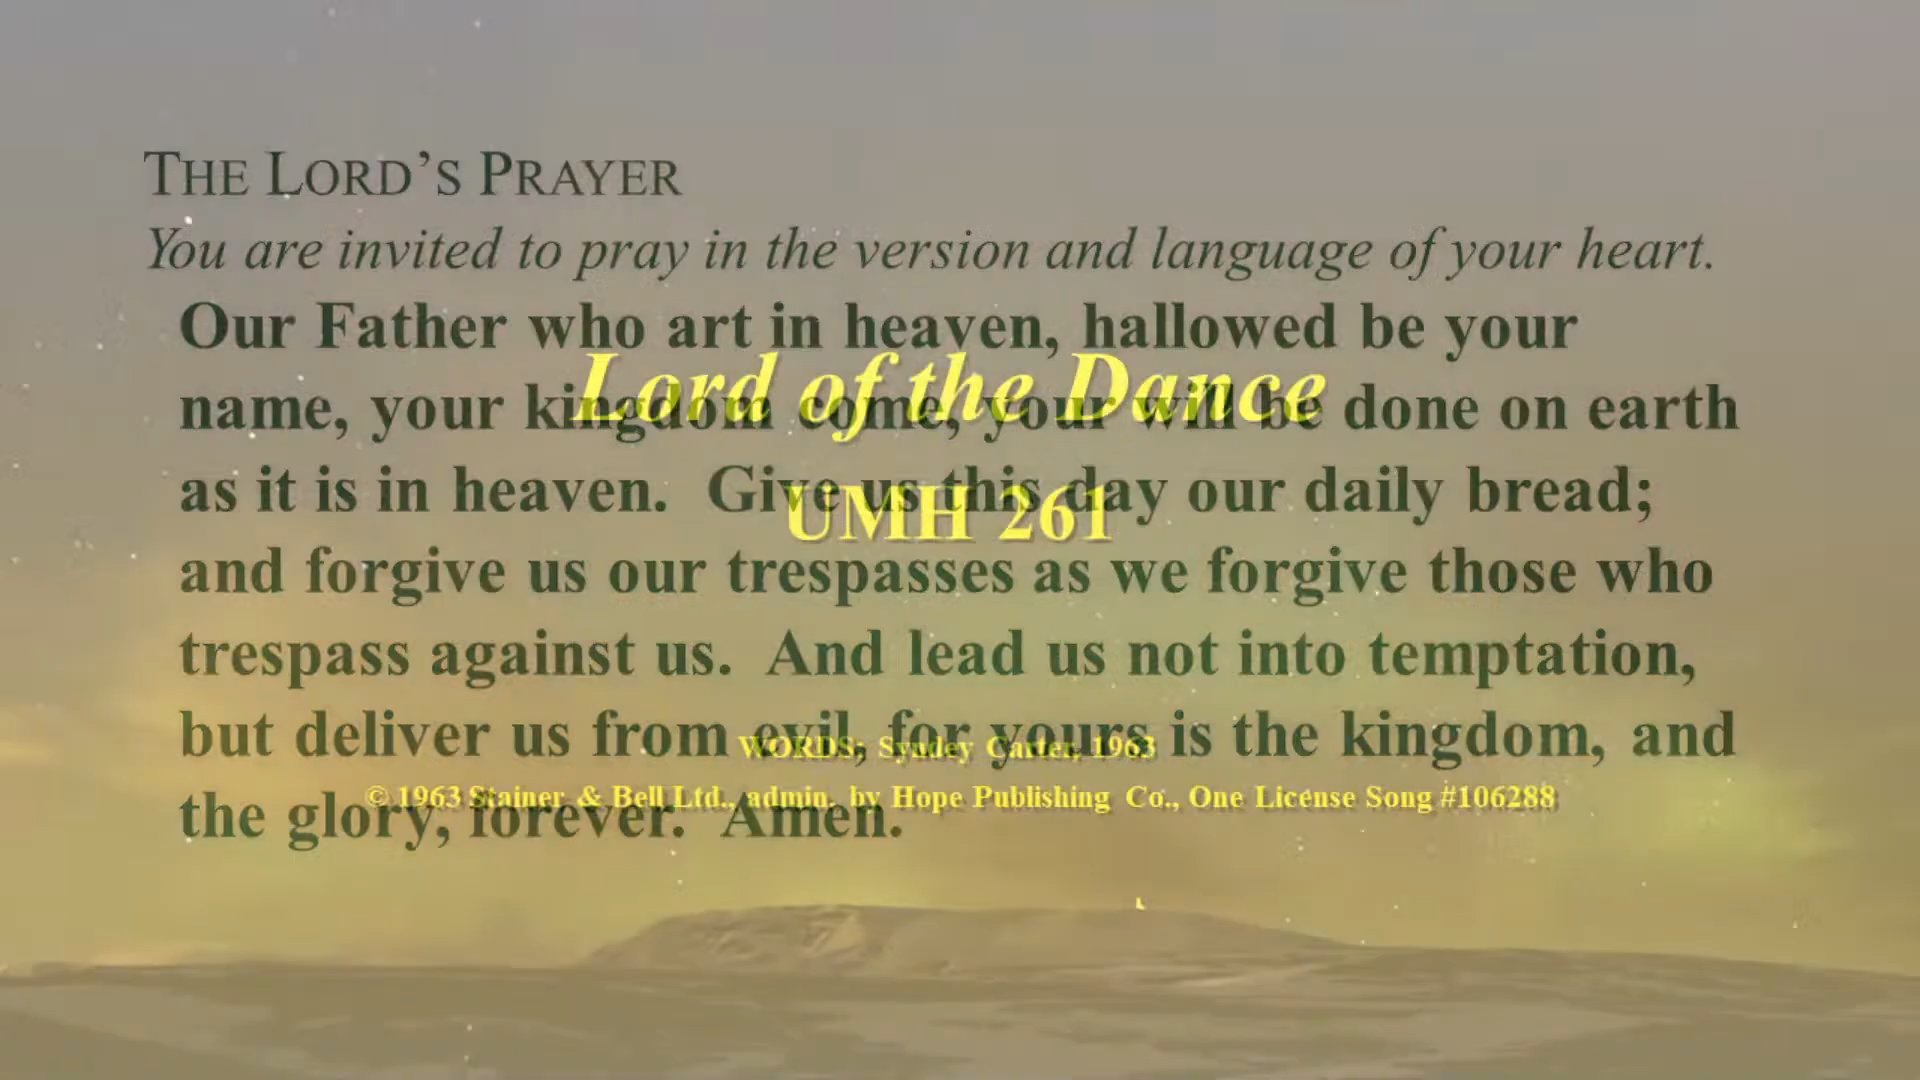 THE LORD'S PRAYER
You are invited to pray in the version and language of your heart.
Our Father who art in heaven, hallowed be your
name, your kingdom come, your will be done on earth
as it is in heaven. Give us this day our daily bread;
and forgive us our trespasses as we forgive those who
trespass against us. And lead us not into temptation,
but deliver us from evil, for yours is the kingdom, and
the glory, forever. Amen.
Lord of the Dance
UMH 261
WORDS: Syndey Carter, 1963
© 1963 Stainer & Bell Ltd., admin. by Hope Publishing Co., One License Song #106288